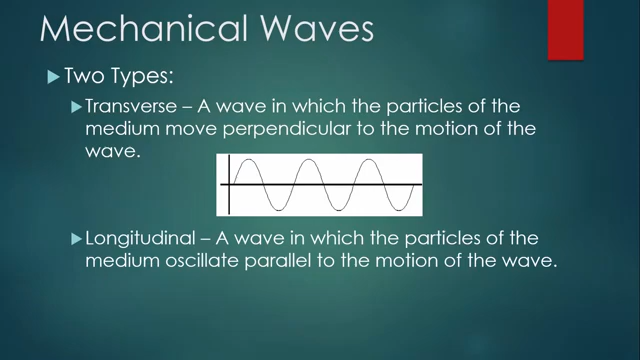 Mechanical Waves
Two Types:
Transverse – A wave in which the particles of the
medium move perpendicular to the motion of the
wave.
Longitudinal – A wave in which the particles of the
medium oscillate parallel to the motion of the wave.